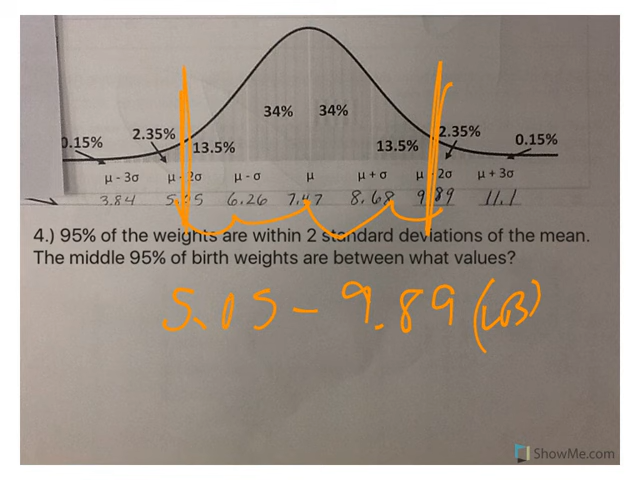 34% 34%
0.15% 2.35% 13.5% 13.5% 2.35% 0.15%
μ - 3σ μ - 2σ μ - σ μ μ + σ μ + 2σ μ + 3σ
3.84 5.05 6.26 7.47 8.68 9.89 11.1
4.) 95% of the weights are within 2 standard deviations of the mean.
The middle 95% of birth weights are between what values?
5.05 - 9.89 (LB)
ShowMe.com